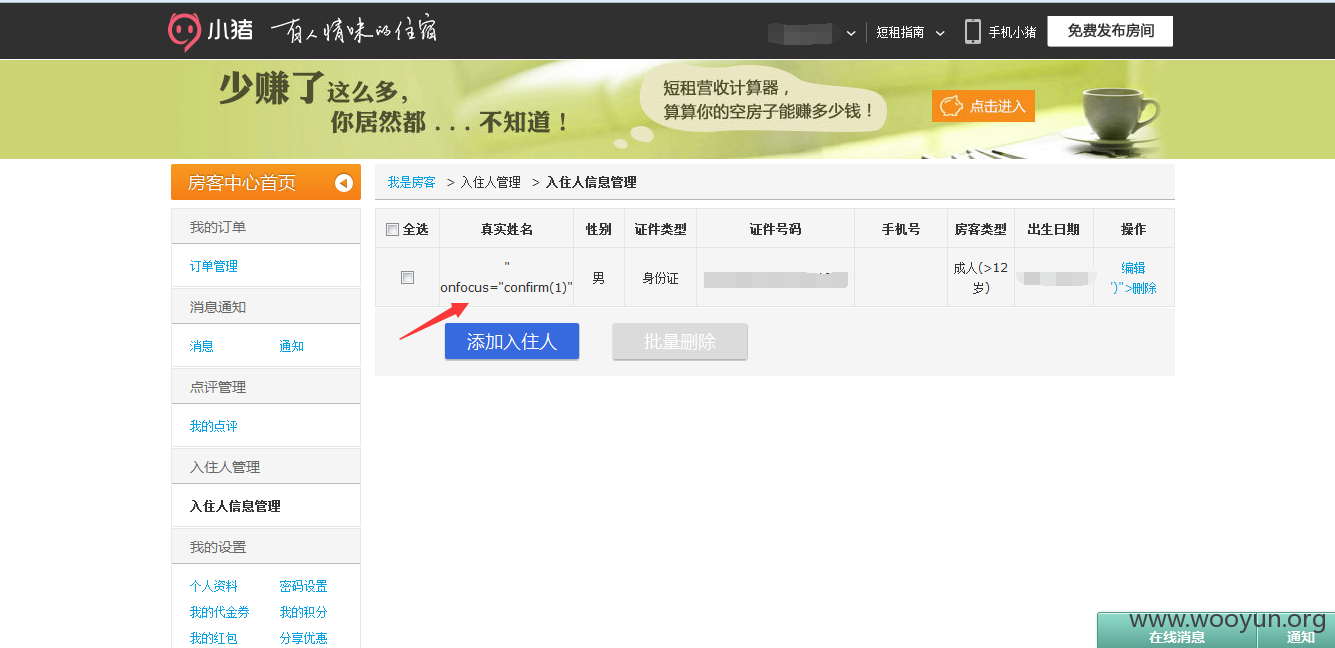 小猪 有人情味的住宿
短租指南 手机小猪 免费发布房间
少赚了这么多，
你居然都...不知道！
短租营收计算器，
算算你的空房子能赚多少钱！
点击进入
房客中心首页
我的订单
订单管理
消息通知
消息 通知
点评管理
我的点评
入住人管理
入住人信息管理
我的设置
个人资料 密码设置
我的代金券 我的积分
我的红包 分享优惠
我是房客 > 入住人管理 > 入住人信息管理
全选 真实姓名 性别 证件类型 证件号码 手机号 房客类型 出生日期 操作
"
onfocus="confirm(1)"
男 身份证
成人(>12
岁)
编辑
')">删除
添加入住人 批量删除
www.wooyun.org
在线消息 通知